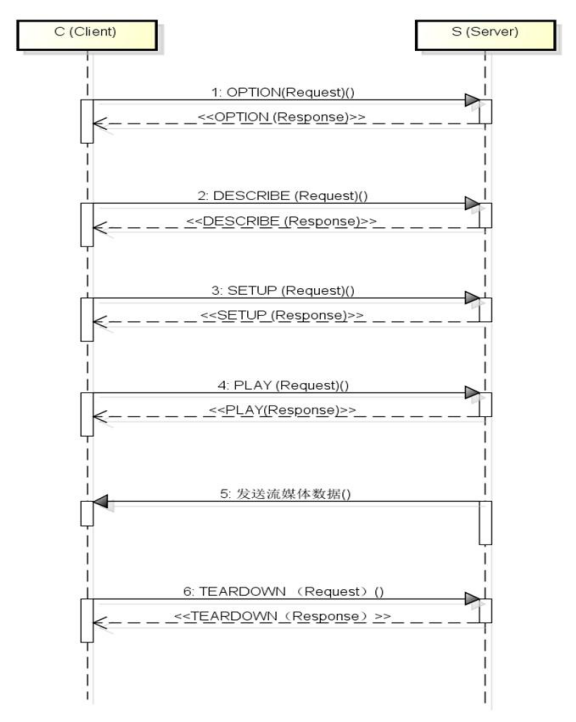 C (Client)
S (Server)
1: OPTION(Request)()
<<OPTION (Response)>>
2: DESCRIBE (Request)()
<<DESCRIBE (Response)>>
3: SETUP (Request)()
<<SETUP (Response)>>
4: PLAY (Request)()
<<PLAY(Response)>>
5: 发送流媒体数据()
6: TEARDOWN （Request）()
<<TEARDOWN（Response）>>